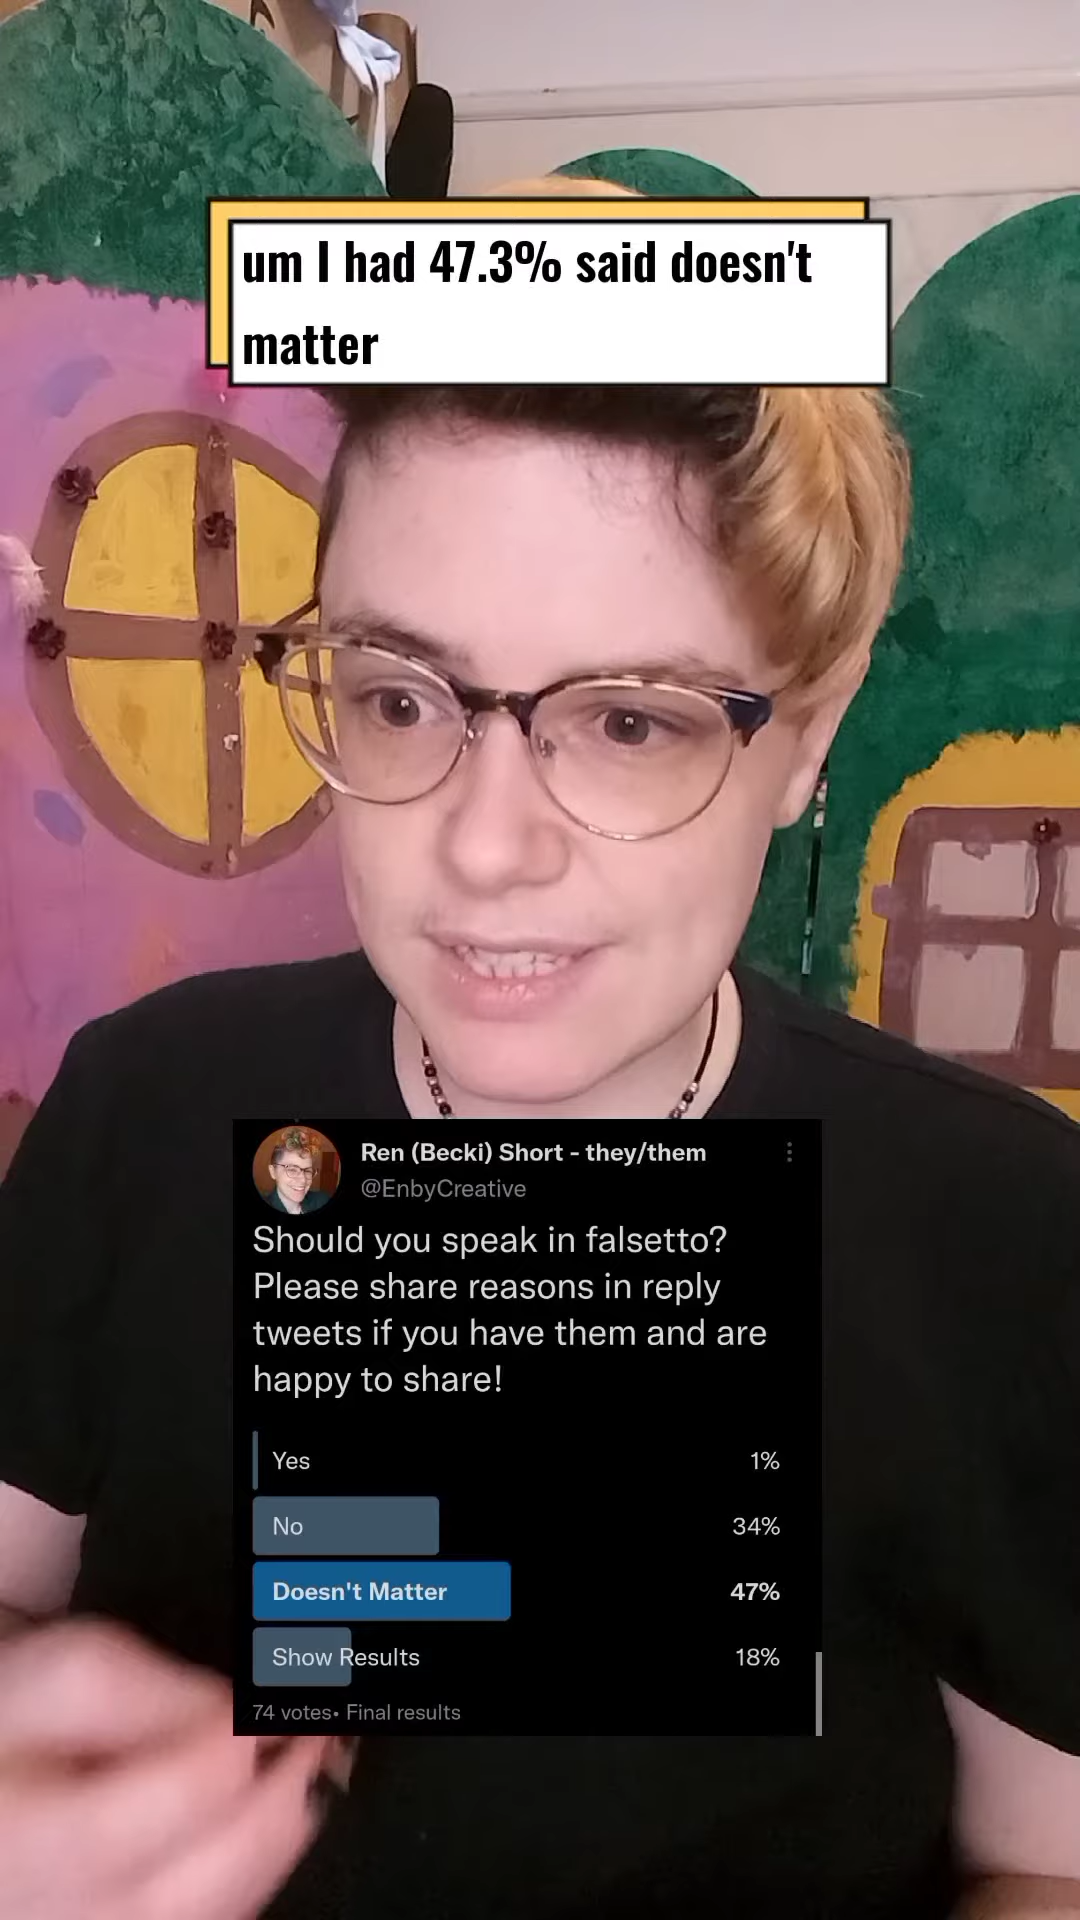 um I had 47.3% said doesn't
matter
Ren (Becki) Short - they/them
@EnbyCreative
Should you speak in falsetto?
Please share reasons in reply
tweets if you have them and are
happy to share!
Yes 1%
No 34%
Doesn't Matter 47%
Show Results 18%
74 votes• Final results